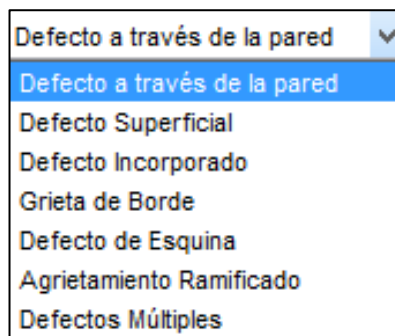 Defecto a través de la pared
Defecto a través de la pared
Defecto Superficial
Defecto Incorporado
Grieta de Borde
Defecto de Esquina
Agrietamiento Ramificado
Defectos Múltiples